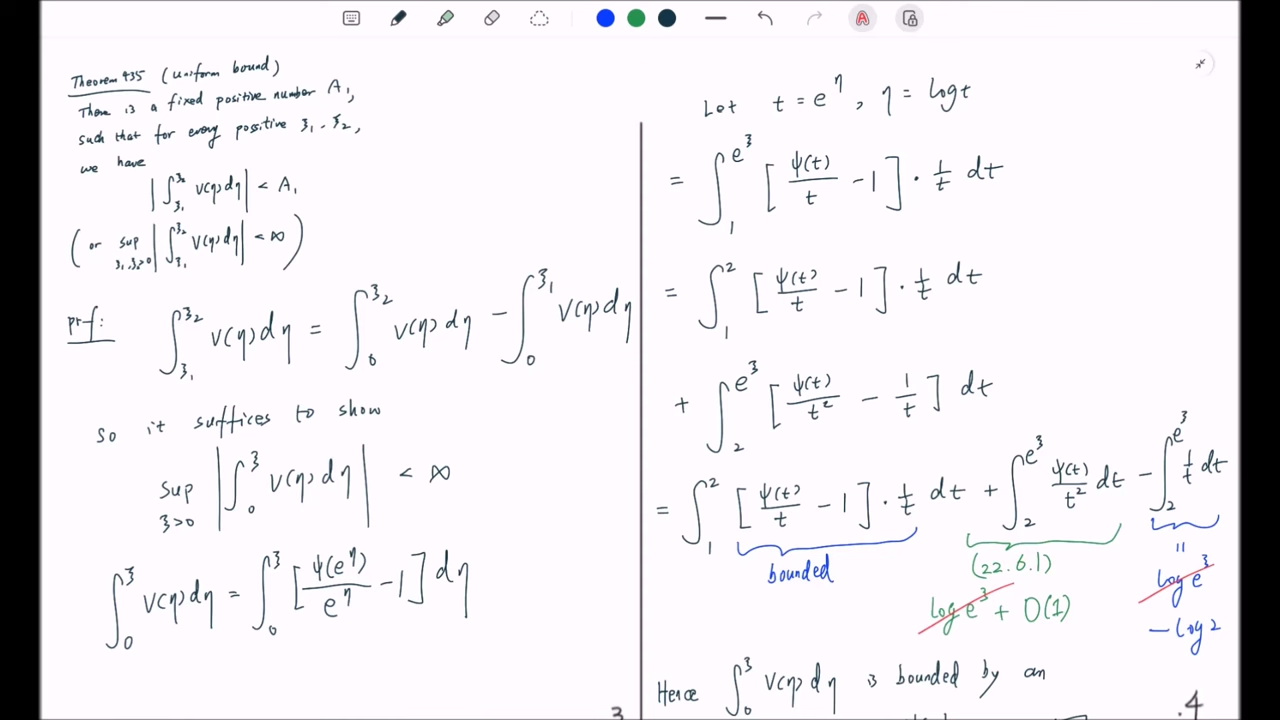 Theorem 435 (uniform bound)
There is a fixed positive number A₁,
such that for every positive ξ₁, ξ₂,
we have
|∫_{ξ₁}^{ξ₂} V(η)dη| < A₁
(or sup_{ξ₁,ξ₂>0} |∫_{ξ₁}^{ξ₂} V(η)dη| < ∞)
prf: ∫_{ξ₁}^{ξ₂} V(η)dη = ∫_0^{ξ₂} V(η)dη − ∫_0^{ξ₁} V(η)dη
So it suffices to show
sup_{ξ>0} |∫_0^ξ V(η)dη| < ∞
∫_0^ξ V(η)dη = ∫_0^ξ [ψ(e^η)/e^η − 1] dη
3
Let t = e^η, η = log t
= ∫_1^{e^ξ} [ψ(t)/t − 1] · 1/t dt
= ∫_1^2 [ψ(t)/t − 1] · 1/t dt
+ ∫_2^{e^ξ} [ψ(t)/t² − 1/t] dt
= ∫_1^2 [ψ(t)/t − 1] · 1/t dt + ∫_2^{e^ξ} ψ(t)/t² dt − ∫_2^{e^ξ} 1/t dt
bounded
(22.6.1)
log e^ξ + O(1)
=
log e^ξ
− log 2
Hence ∫_0^ξ V(η)dη is bounded by an
.4